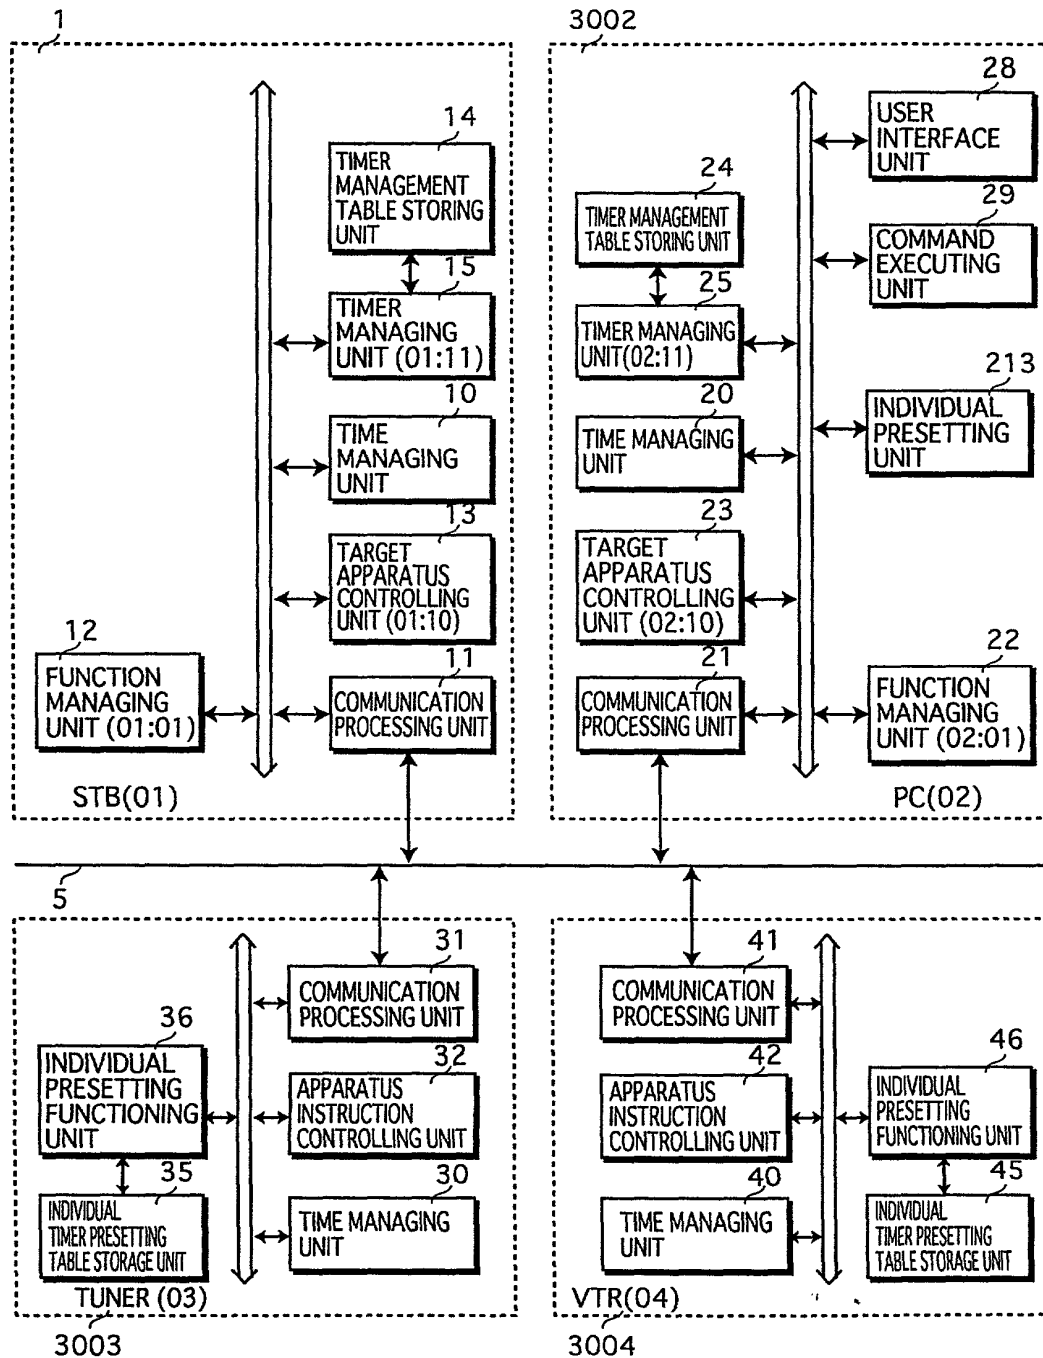 1
14
TIMER
MANAGEMENT
TABLE STORING
UNIT
15
TIMER
MANAGING
UNIT (01:11)
10
TIME
MANAGING
UNIT
13
TARGET
APPARATUS
CONTROLLING
UNIT (01:10)
12
FUNCTION
MANAGING
UNIT (01:01)
11
COMMUNICATION
PROCESSING UNIT
STB(01)
3002
28
USER
INTERFACE
UNIT
24
TIMER MANAGEMENT
TABLE STORING UNIT
29
COMMAND
EXECUTING
UNIT
25
TIMER MANAGING
UNIT(02:11)
213
INDIVIDUAL
PRESETTING
UNIT
20
TIME MANAGING
UNIT
23
TARGET
APPARATUS
CONTROLLING
UNIT (02:10)
21
COMMUNICATION
PROCESSING UNIT
22
FUNCTION
MANAGING
UNIT (02:01)
PC(02)
5
31
COMMUNICATION
PROCESSING UNIT
36
INDIVIDUAL
PRESETTING
FUNCTIONING
UNIT
32
APPARATUS
INSTRUCTION
CONTROLLING UNIT
35
INDIVIDUAL
TIMER PRESETTING
TABLE STORAGE UNIT
30
TIME MANAGING
UNIT
TUNER (03)
3003
41
COMMUNICATION
PROCESSING UNIT
42
APPARATUS
INSTRUCTION
CONTROLLING UNIT
46
INDIVIDUAL
PRESETTING
FUNCTIONING UNIT
40
TIME MANAGING
UNIT
45
INDIVIDUAL
TIMER PRESETTING
TABLE STORAGE UNIT
VTR(04)
3004